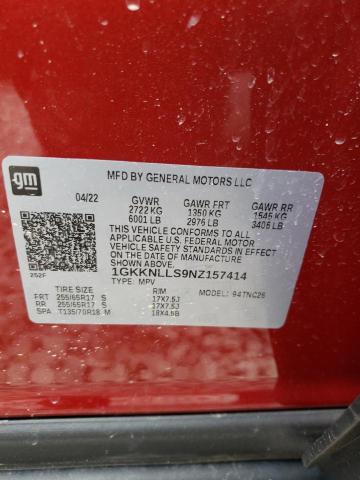 gm
MFD BY GENERAL MOTORS LLC
04/22 GVWR GAWR FRT GAWR RR
2722 KG 1350 KG 1545 KG
6001 LB 2976 LB 3406 LB
THIS VEHICLE CONFORMS TO ALL
APPLICABLE U.S. FEDERAL MOTOR
VEHICLE SAFETY STANDARDS IN EFFECT
ON THE DATE OF MANUFACTURE
SHOWN ABOVE.
1GKKNLLS9NZ157414
252F TYPE: MPV MODEL: 94TNC26
TIRE SIZE RIM
FRT 255/65R17 S 17X7.5J
RR 255/65R17 S 17X7.5J
SPA T135/70R18 M 18X4.5B